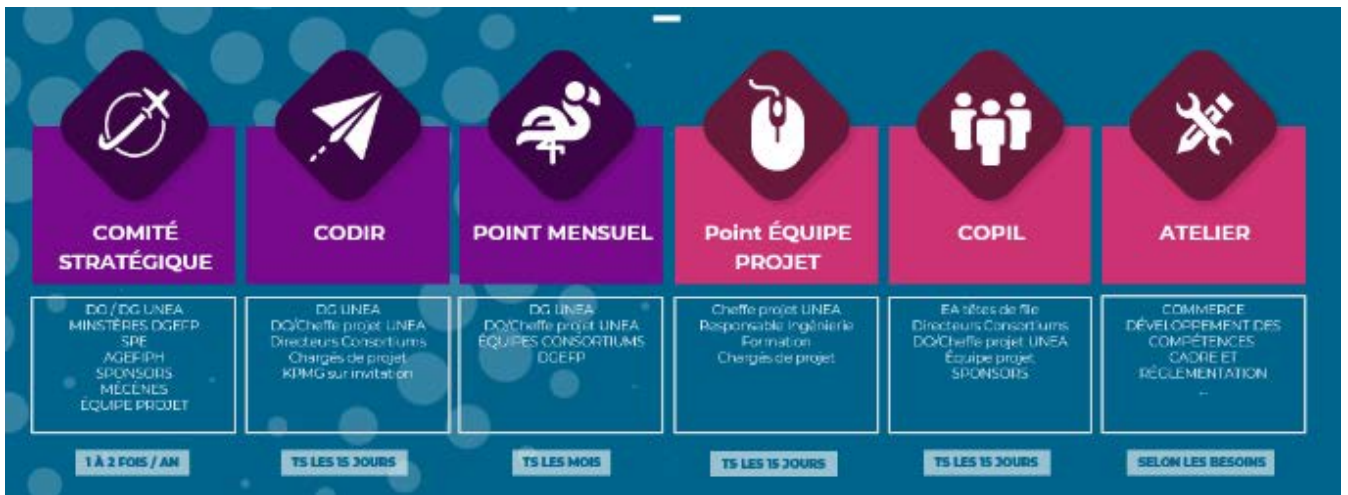 COMITÉ
STRATÉGIQUE
DO / DG UNEA
MINSTÈRES DGEFP
SPE
AGEFIPH
SPONSORS
MÉCÈNES
ÉQUIPE PROJET
1 À 2 FOIS / AN
CODIR
DG UNEA
DO/Cheffe projet UNEA
Directeurs Consortiums
Chargés de projet
KPMG sur invitation
TS LES 15 JOURS
POINT MENSUEL
DG UNEA
DO/Cheffe projet UNEA
ÉQUIPES CONSORTIUMS
DGEFP
TS LES MOIS
Point ÉQUIPE
PROJET
Cheffe projet UNEA
Responsable Ingénierie
Formation
Chargés de projet
TS LES 15 JOURS
COPIL
EA têtes de file
Directeurs Consortiums
DO/Cheffe projet UNEA
Équipe projet
SPONSORS
TS LES 15 JOURS
ATELIER
COMMERCE
DÉVELOPPEMENT DES
COMPÉTENCES
CADRE ET
RÉGLEMENTATION
...
SELON LES BESOINS